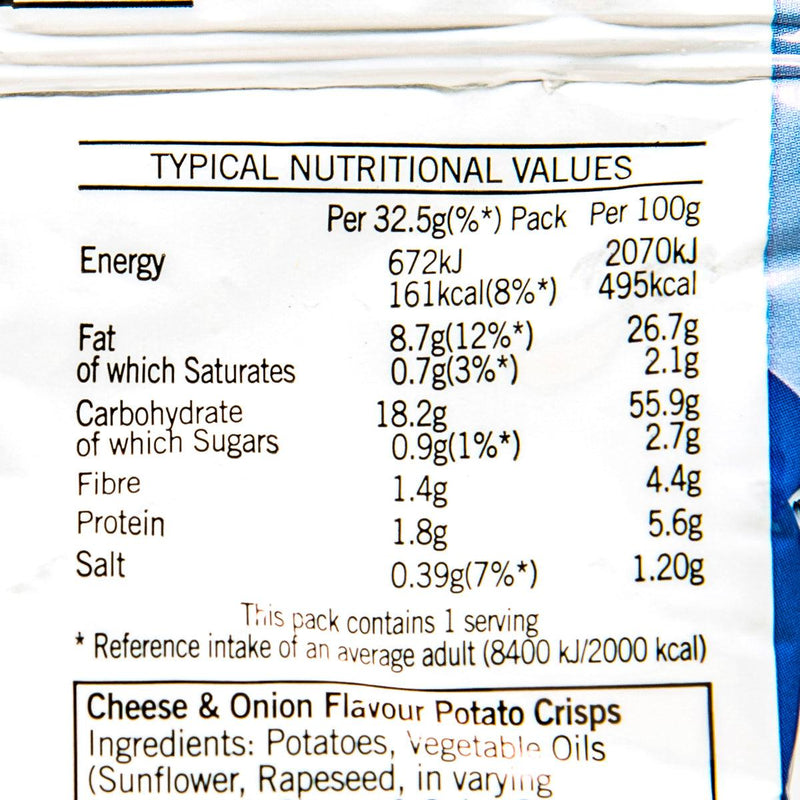 TYPICAL NUTRITIONAL VALUES
Per 32.5g(%*) Pack Per 100g
Energy 672kJ 2070kJ
161kcal(8%*) 495kcal
Fat 8.7g(12%*) 26.7g
of which Saturates 0.7g(3%*) 2.1g
Carbohydrate 18.2g 55.9g
of which Sugars 0.9g(1%*) 2.7g
Fibre 1.4g 4.4g
Protein 1.8g 5.6g
Salt 0.39g(7%*) 1.20g
This pack contains 1 serving
* Reference intake of an average adult (8400 kJ/2000 kcal)
Cheese & Onion Flavour Potato Crisps
Ingredients: Potatoes, Vegetable Oils
(Sunflower, Rapeseed, in varying